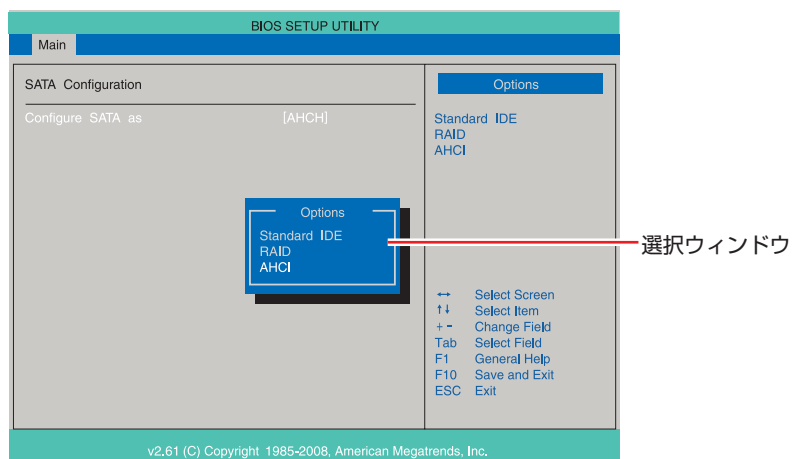 BIOS SETUP UTILITY
Main
SATA Configuration
Configure SATA as [AHCH]
Options
Standard IDE
RAID
AHCI
Options
Standard IDE
RAID
AHCI
選択ウィンドウ
↔ Select Screen
↑↓ Select Item
+ - Change Field
Tab Select Field
F1 General Help
F10 Save and Exit
ESC Exit
v2.61 (C) Copyright 1985-2008, American Megatrends, Inc.